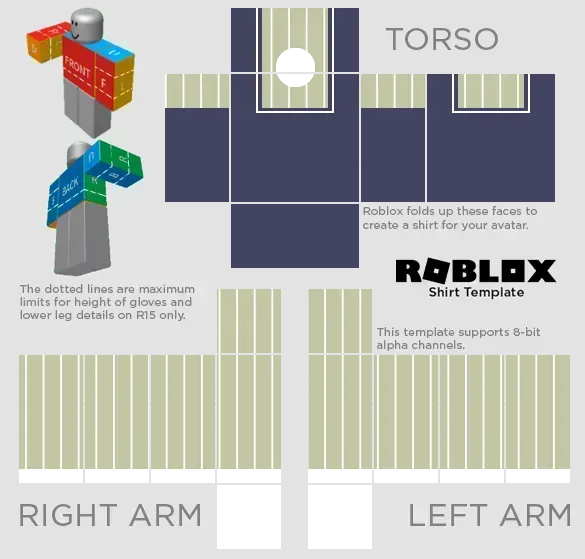 TORSO
FRONT
F
L
BACK
R
B
Roblox folds up these faces to
create a shirt for your avatar.
ROBLOX
Shirt Template
The dotted lines are maximum
limits for height of gloves and
lower leg details on R15 only.
This template supports 8-bit
alpha channels.
RIGHT ARM
LEFT ARM